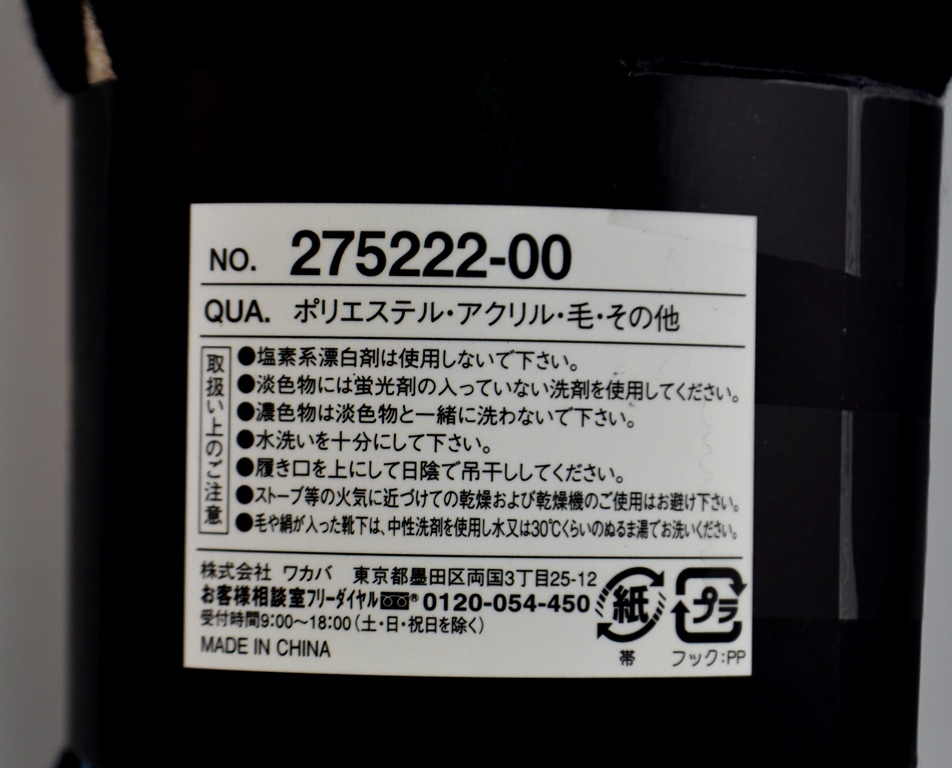 NO. 275222-00
QUA. ポリエステル・アクリル・毛・その他
取扱い上のご注意
●塩素系漂白剤は使用しないで下さい。
●淡色物には蛍光剤の入っていない洗剤を使用してください。
●濃色物は淡色物と一緒に洗わないで下さい。
●水洗いを十分にして下さい。
●履き口を上にして日陰で吊干ししてください。
●ストーブ等の火気に近づけての乾燥および乾燥機のご使用はお避け下さい。
●毛や絹が入った靴下は、中性洗剤を使用し水又は30℃くらいのぬるま湯でお洗いください。
株式会社 ワカバ 東京都墨田区両国3丁目25-12
お客様相談室フリーダイヤル®0120-054-450
受付時間9:00〜18:00(土・日・祝日を除く)
MADE IN CHINA
紙
帯
プラ
フック:PP